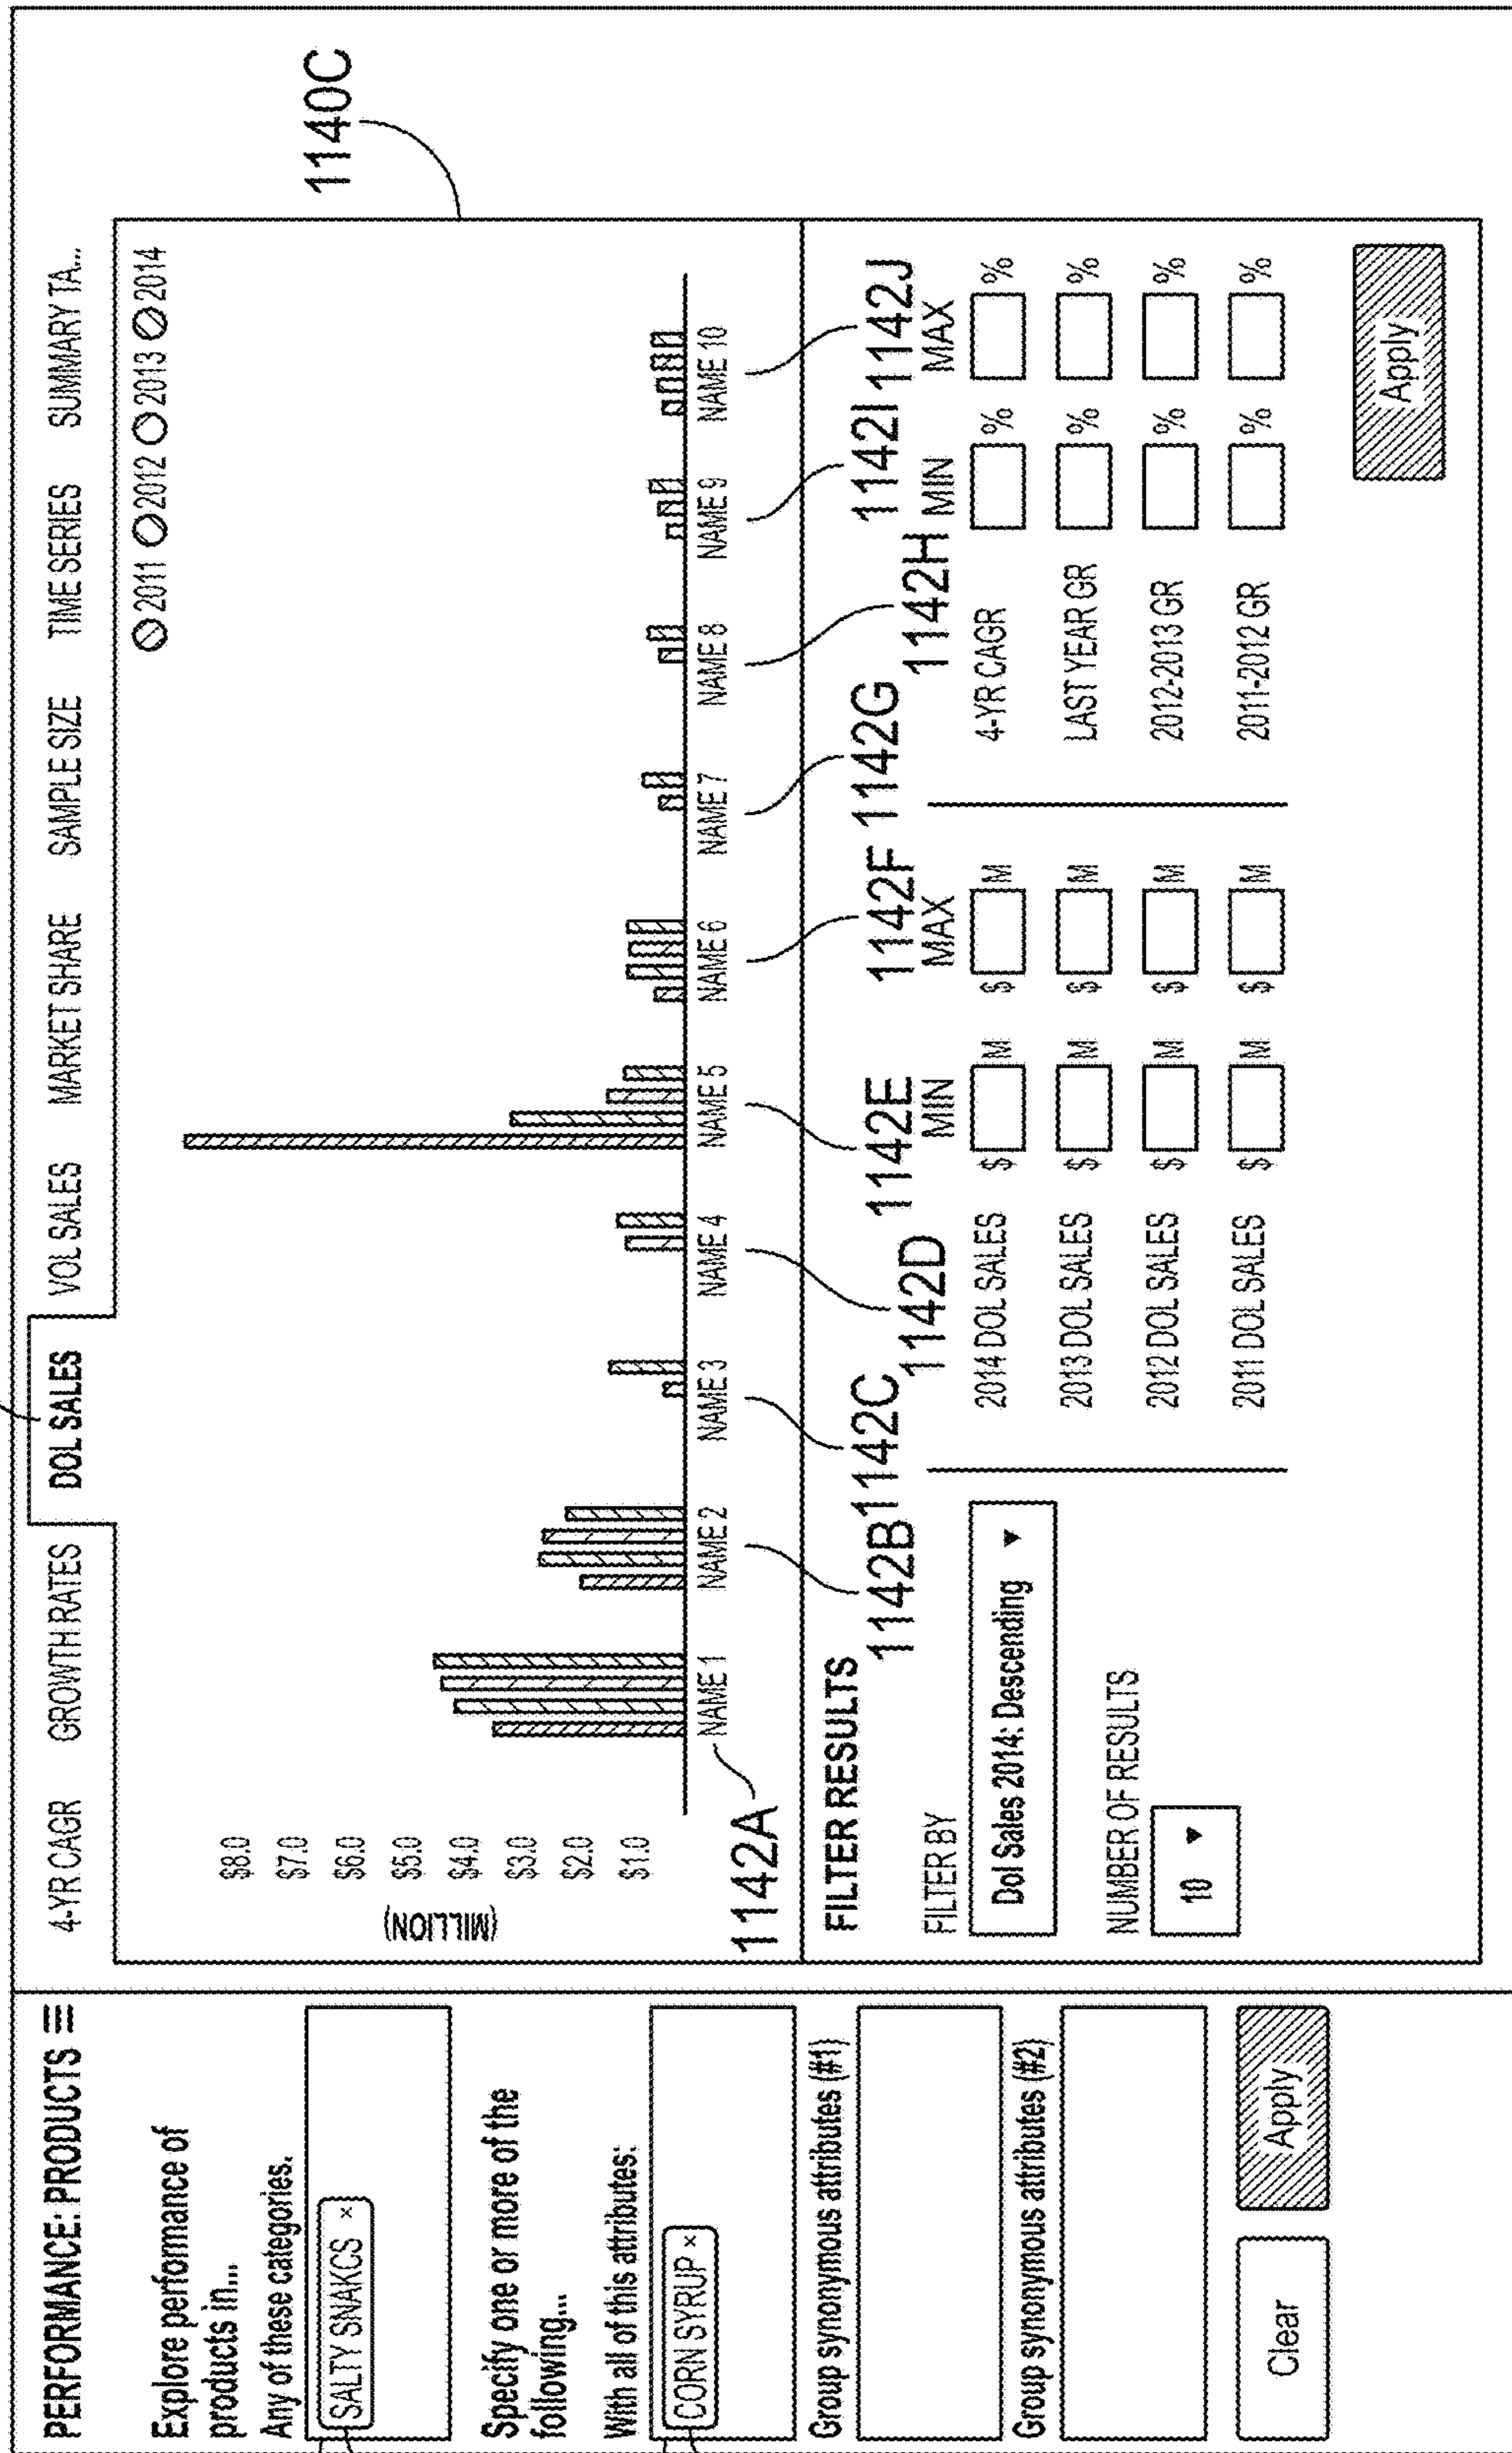 PERFORMANCE: PRODUCTS
Explore performance of
products in...
Any of these categories.
SALTY SNAKCS ×
Specify one or more of the
following...
With all of this attributes:
CORN SYRUP ×
Group synonymous attributes (#1)
Group synonymous attributes (#2)
Clear Apply
4-YR CAGR GROWTH RATES DOL SALES VOL SALES MARKET SHARE SAMPLE SIZE TIME SERIES SUMMARY TA...
2011 2012 2013 2014
1140C
(MILLION)
$8.0
$7.0
$6.0
$5.0
$4.0
$3.0
$2.0
$1.0
NAME 1 NAME 2 NAME 3 NAME 4 NAME 5 NAME 6 NAME 7 NAME 8 NAME 9 NAME 10
1142A 1142B 1142C 1142D 1142E 1142F 1142G 1142H 1142I 1142J
FILTER RESULTS
FILTER BY
Dol Sales 2014: Descending ▼
NUMBER OF RESULTS
10 ▼
MIN MAX
2014 DOL SALES $ M $ M
2013 DOL SALES $ M $ M
2012 DOL SALES $ M $ M
2011 DOL SALES $ M $ M
MIN MAX
4-YR CAGR % %
LAST YEAR GR % %
2012-2013 GR % %
2011-2012 GR % %
Apply